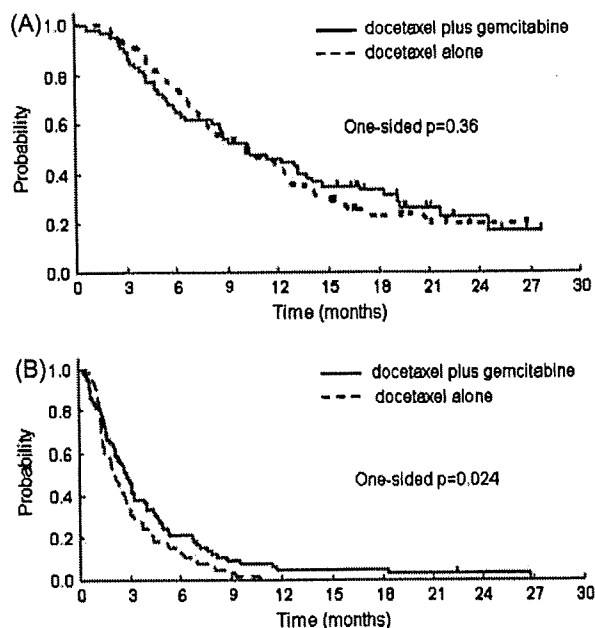 (A)
docetaxel plus gemcitabine
docetaxel alone
One-sided p=0.36
Probability
1.0
0.8
0.6
0.4
0.2
0.0
0 3 6 9 12 15 18 21 24 27 30
Time (months)
(B)
docetaxel plus gemcitabine
docetaxel alone
One-sided p=0.024
Probability
1.0
0.8
0.6
0.4
0.2
0.0
0 3 6 9 12 15 18 21 24 27 30
Time (months)